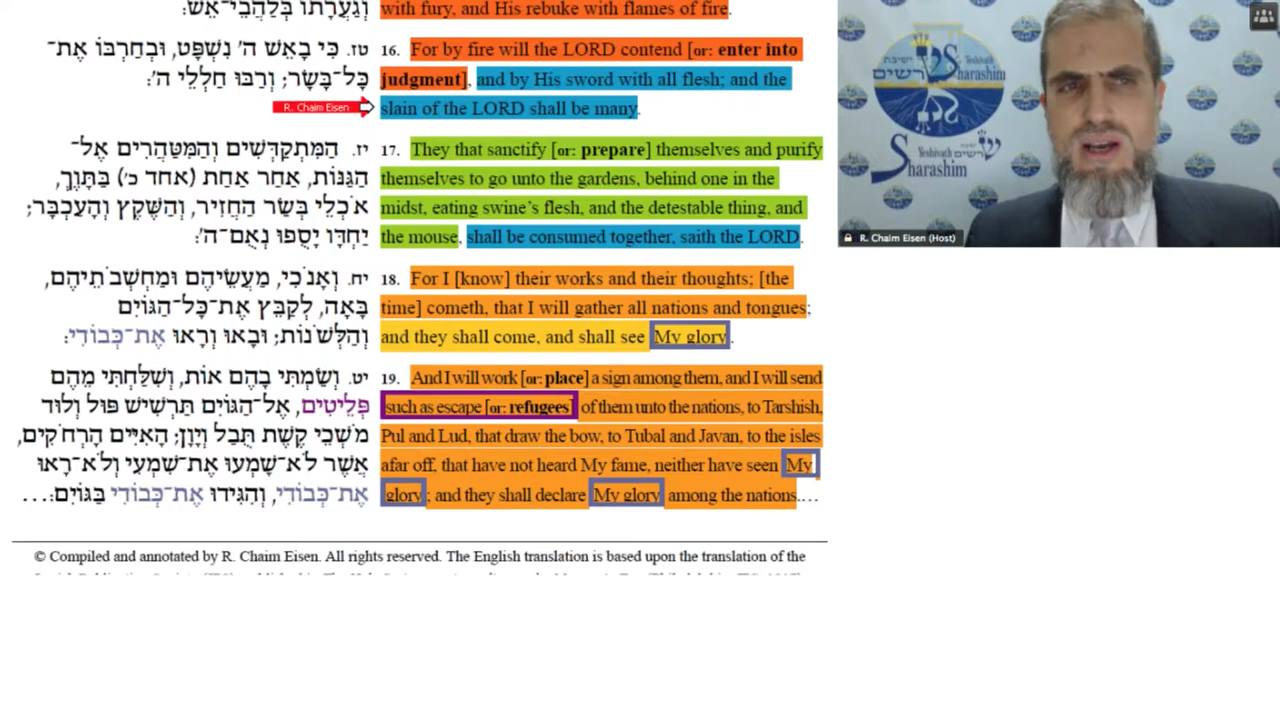 וְגַעֲרָתוֹ בְּלַהֲבֵי־אֵשׁ:
with fury, and His rebuke with flames of fire.
טז. כִּי בָאֵשׁ ה' נִשְׁפָּט, וּבְחַרְבּוֹ אֶת־
כָּל־בָּשָׂר; וְרַבּוּ חַלְלֵי ה':
16. For by fire will the LORD contend [or: enter into
judgment], and by His sword with all flesh; and the
R. Chaim Eisen
slain of the LORD shall be many.
יז. הַמִּתְקַדְּשִׁים וְהַמִּטַּהֲרִים אֶל־
הַגַּנּוֹת, אַחַר אַחַת (אחד כ') בַּתָּוֶךְ,
אֹכְלֵי בְּשַׂר הַחֲזִיר, וְהַשֶּׁקֶץ וְהָעַכְבָּר;
יַחְדָּו יָסֻפוּ נְאֻם־ה':
17. They that sanctify [or: prepare] themselves and purify
themselves to go unto the gardens, behind one in the
midst, eating swine’s flesh, and the detestable thing, and
the mouse, shall be consumed together, saith the LORD.
יח. וְאָנֹכִי, מַעֲשֵׂיהֶם וּמַחְשְׁבֹתֵיהֶם,
בָּאָה, לְקַבֵּץ אֶת־כָּל־הַגּוֹיִם
וְהַלְּשֹׁנוֹת; וּבָאוּ וְרָאוּ אֶת־כְּבוֹדִי:
18. For I [know] their works and their thoughts; [the
time] cometh, that I will gather all nations and tongues;
and they shall come, and shall see My glory.
יט. וְשַׂמְתִּי בָהֶם אוֹת, וְשִׁלַּחְתִּי מֵהֶם
פְּלֵיטִים, אֶל־הַגּוֹיִם תַּרְשִׁישׁ פּוּל וְלוּד
מֹשְׁכֵי קֶשֶׁת תֻּבַל וְיָוָן; הָאִיִּים הָרְחֹקִים,
אֲשֶׁר לֹא־שָׁמְעוּ אֶת־שִׁמְעִי וְלֹא־רָאוּ
אֶת־כְּבוֹדִי, וְהִגִּידוּ אֶת־כְּבוֹדִי בַּגּוֹיִם:...
19. And I will work [or: place] a sign among them, and I will send
such as escape [or: refugees] of them unto the nations, to Tarshish,
Pul and Lud, that draw the bow, to Tubal and Javan, to the isles
afar off, that have not heard My fame, neither have seen My
glory; and they shall declare My glory among the nations....
© Compiled and annotated by R. Chaim Eisen. All rights reserved. The English translation is based upon the translation of the
ישיבת
שרשים
Sharashim
Yeshivath שרשים
Sharashim
R. Chaim Eisen (Host)